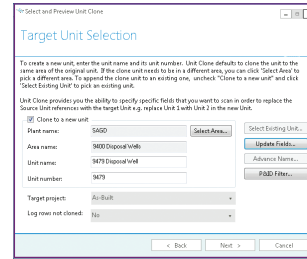 Select and Preview Unit Clone
Target Unit Selection
To create a new unit, enter the unit name and its unit number. Unit Clone defaults to clone the unit to the
same area of the original unit. If the clone unit needs to be in a different area, you can click 'Select Area' to
pick a different area. To append the clone unit to an existing one, uncheck "Clone to a new unit" and click
'Select Existing Unit' to pick an existing unit.
Unit Clone provides you the ability to specify specific fields that you want to scan in order to replace the
Source Unit references with the target Unit e.g. replace Unit 1 with Unit 2 in the new Unit.
Clone to a new unit
Plant name: SAGD Select Area... Select Existing Unit...
Area name: 9400 Disposal Wells Update Fields...
Unit name: 9479 Disposal Well Advance Name...
Unit number: 9479 P&ID Filter...
Target project: As-Built
Log rows not cloned: No
< Back Next > Cancel